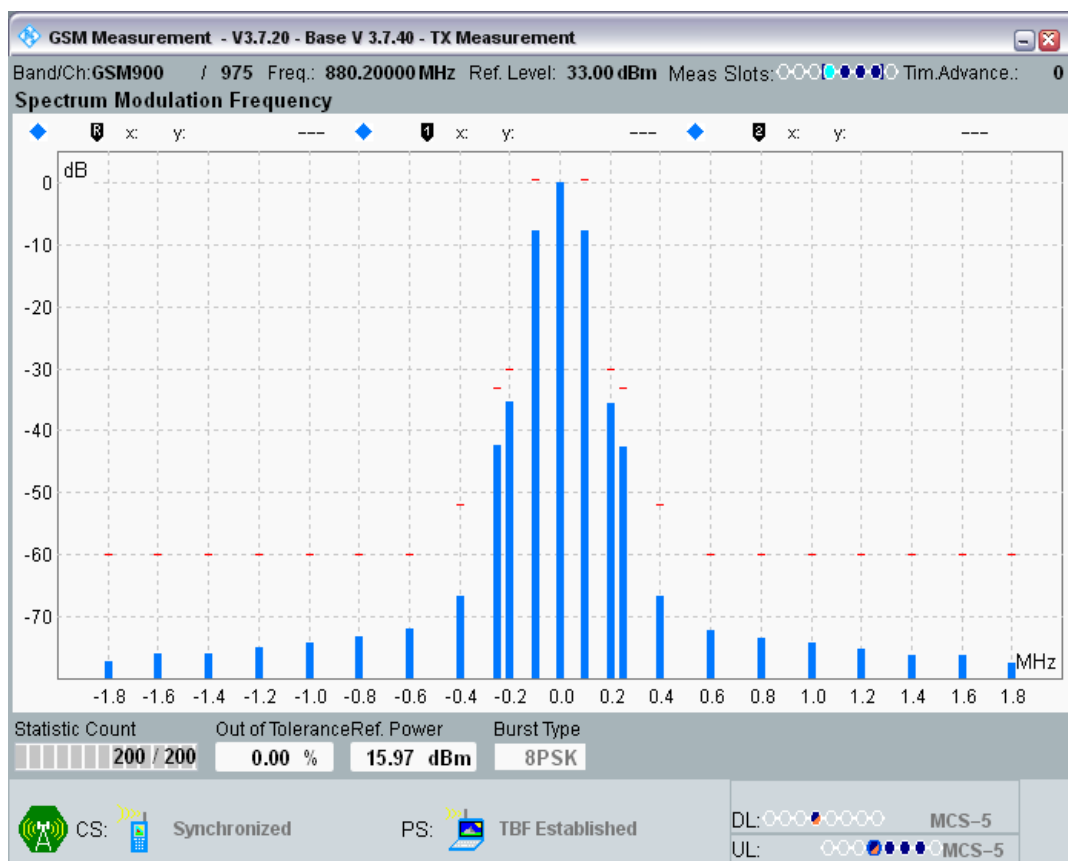 GSM Measurement - V3.7.20 - Base V 3.7.40 - TX Measurement
Band/Ch:GSM900 / 975 Freq.: 880.20000 MHz Ref. Level: 33.00 dBm Meas Slots: Tim.Advance.: 0
Spectrum Modulation Frequency
R x: y: --- 1 x: y: --- 2 x: y: ---
dB
0
-10
-20
-30
-40
-50
-60
-70
MHz
-1.8 -1.6 -1.4 -1.2 -1.0 -0.8 -0.6 -0.4 -0.2 0.0 0.2 0.4 0.6 0.8 1.0 1.2 1.4 1.6 1.8
Statistic Count Out of Tolerance Ref. Power Burst Type
200 / 200 0.00 % 15.97 dBm 8PSK
CS: Synchronized PS: TBF Established
DL: MCS-5
UL: MCS-5